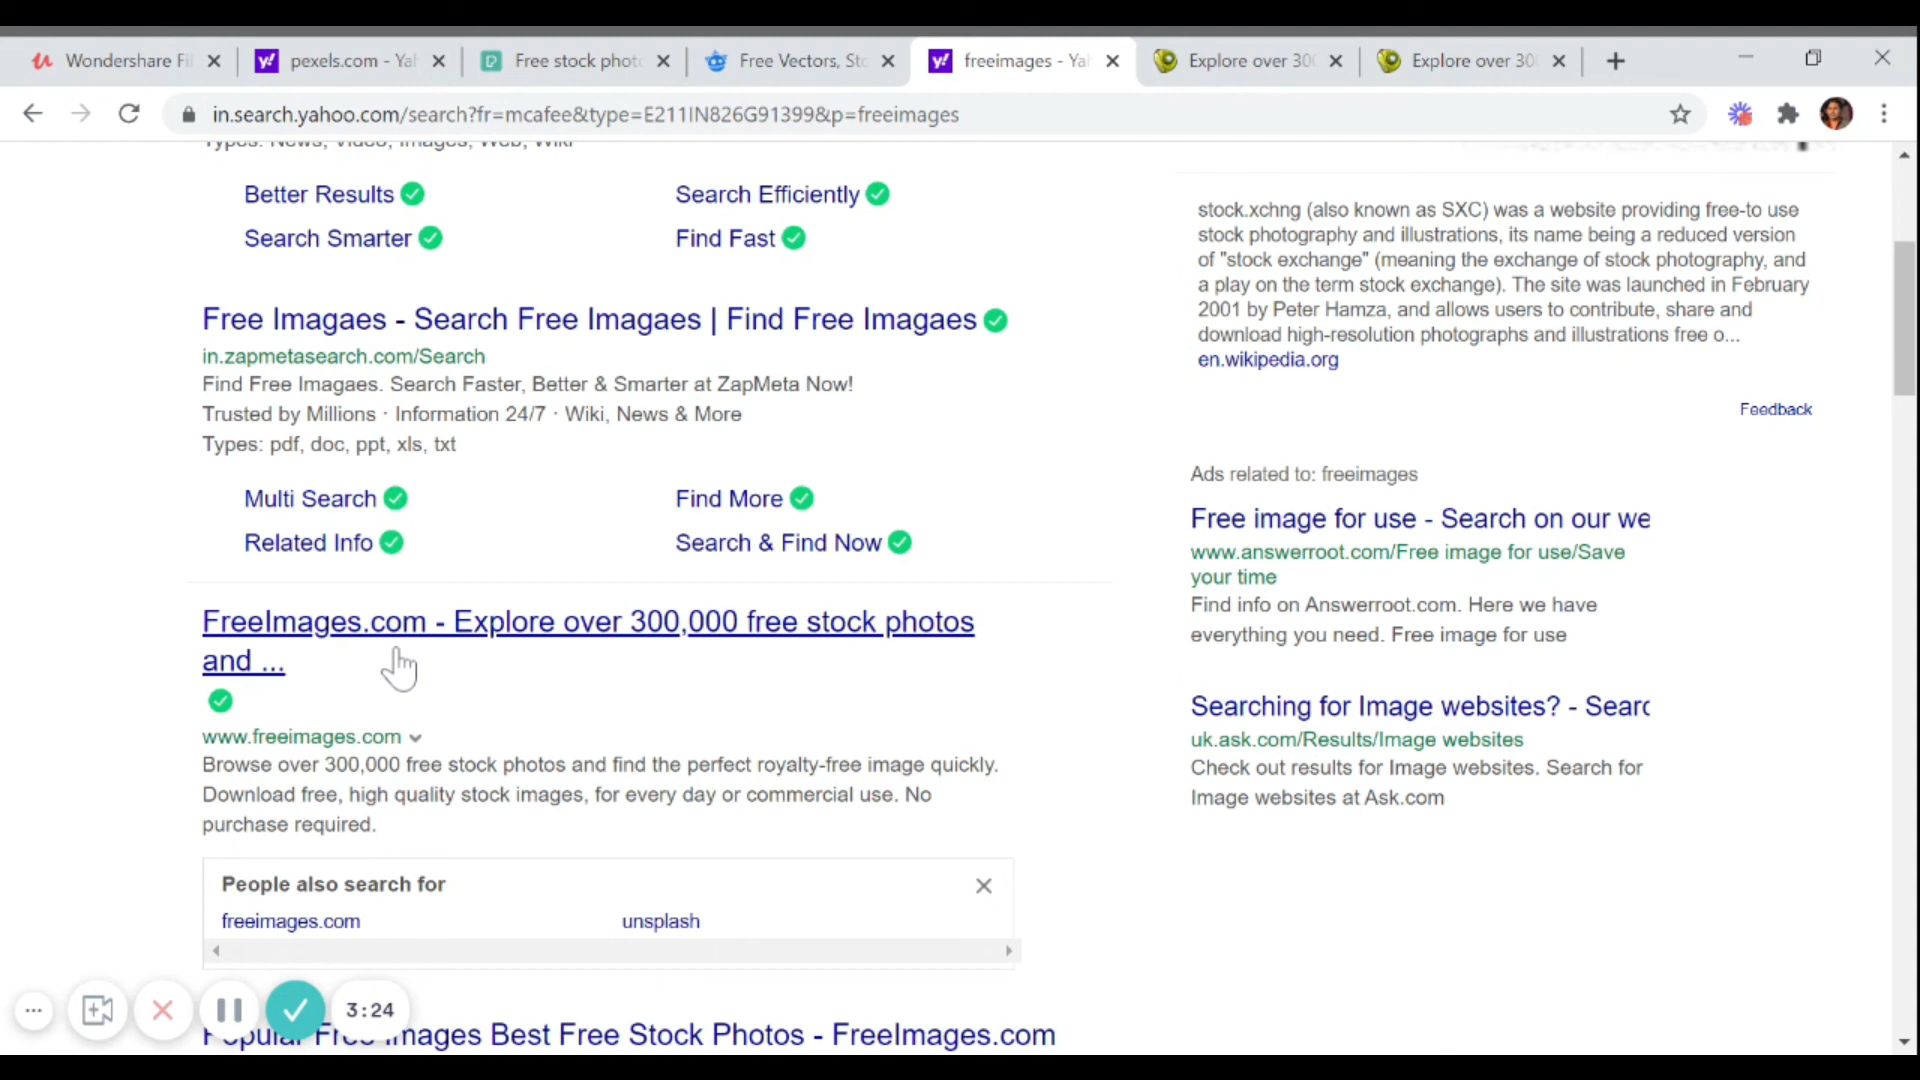 Wondershare Fi
pexels.com - Ya
Free stock phot
Free Vectors, St
freeimages - Ya
Explore over 30
Explore over 30
in.search.yahoo.com/search?fr=mcafee&type=E211IN826G91399&p=freeimages
Types: News, Video, Images, Web, Wiki
Better Results
Search Efficiently
Search Smarter
Find Fast
Free Imagaes - Search Free Imagaes | Find Free Imagaes
in.zapmetasearch.com/Search
Find Free Imagaes. Search Faster, Better & Smarter at ZapMeta Now!
Trusted by Millions · Information 24/7 · Wiki, News & More
Types: pdf, doc, ppt, xls, txt
Multi Search
Find More
Related Info
Search & Find Now
FreeImages.com - Explore over 300,000 free stock photos
and ...
www.freeimages.com
Browse over 300,000 free stock photos and find the perfect royalty-free image quickly.
Download free, high quality stock images, for every day or commercial use. No
purchase required.
People also search for
freeimages.com
unsplash
Popular Free Images Best Free Stock Photos - FreeImages.com
3:24
stock.xchng (also known as SXC) was a website providing free-to use
stock photography and illustrations, its name being a reduced version
of "stock exchange" (meaning the exchange of stock photography, and
a play on the term stock exchange). The site was launched in February
2001 by Peter Hamza, and allows users to contribute, share and
download high-resolution photographs and illustrations free o...
en.wikipedia.org
Feedback
Ads related to: freeimages
Free image for use - Search on our we
www.answerroot.com/Free image for use/Save
your time
Find info on Answerroot.com. Here we have
everything you need. Free image for use
Searching for Image websites? - Searc
uk.ask.com/Results/Image websites
Check out results for Image websites. Search for
Image websites at Ask.com